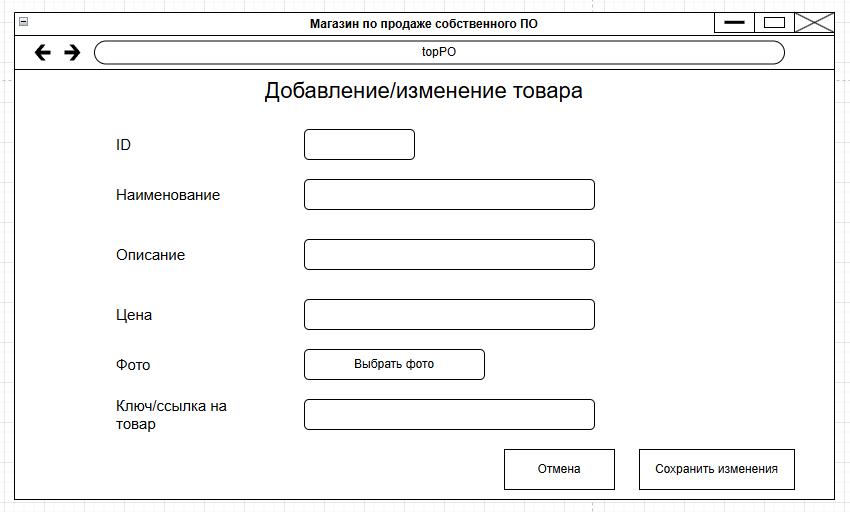 Магазин по продаже собственного ПО
topPO
Добавление/изменение товара
ID
Наименование
Описание
Цена
Фото
Выбрать фото
Ключ/ссылка на
товар
Отмена
Сохранить изменения